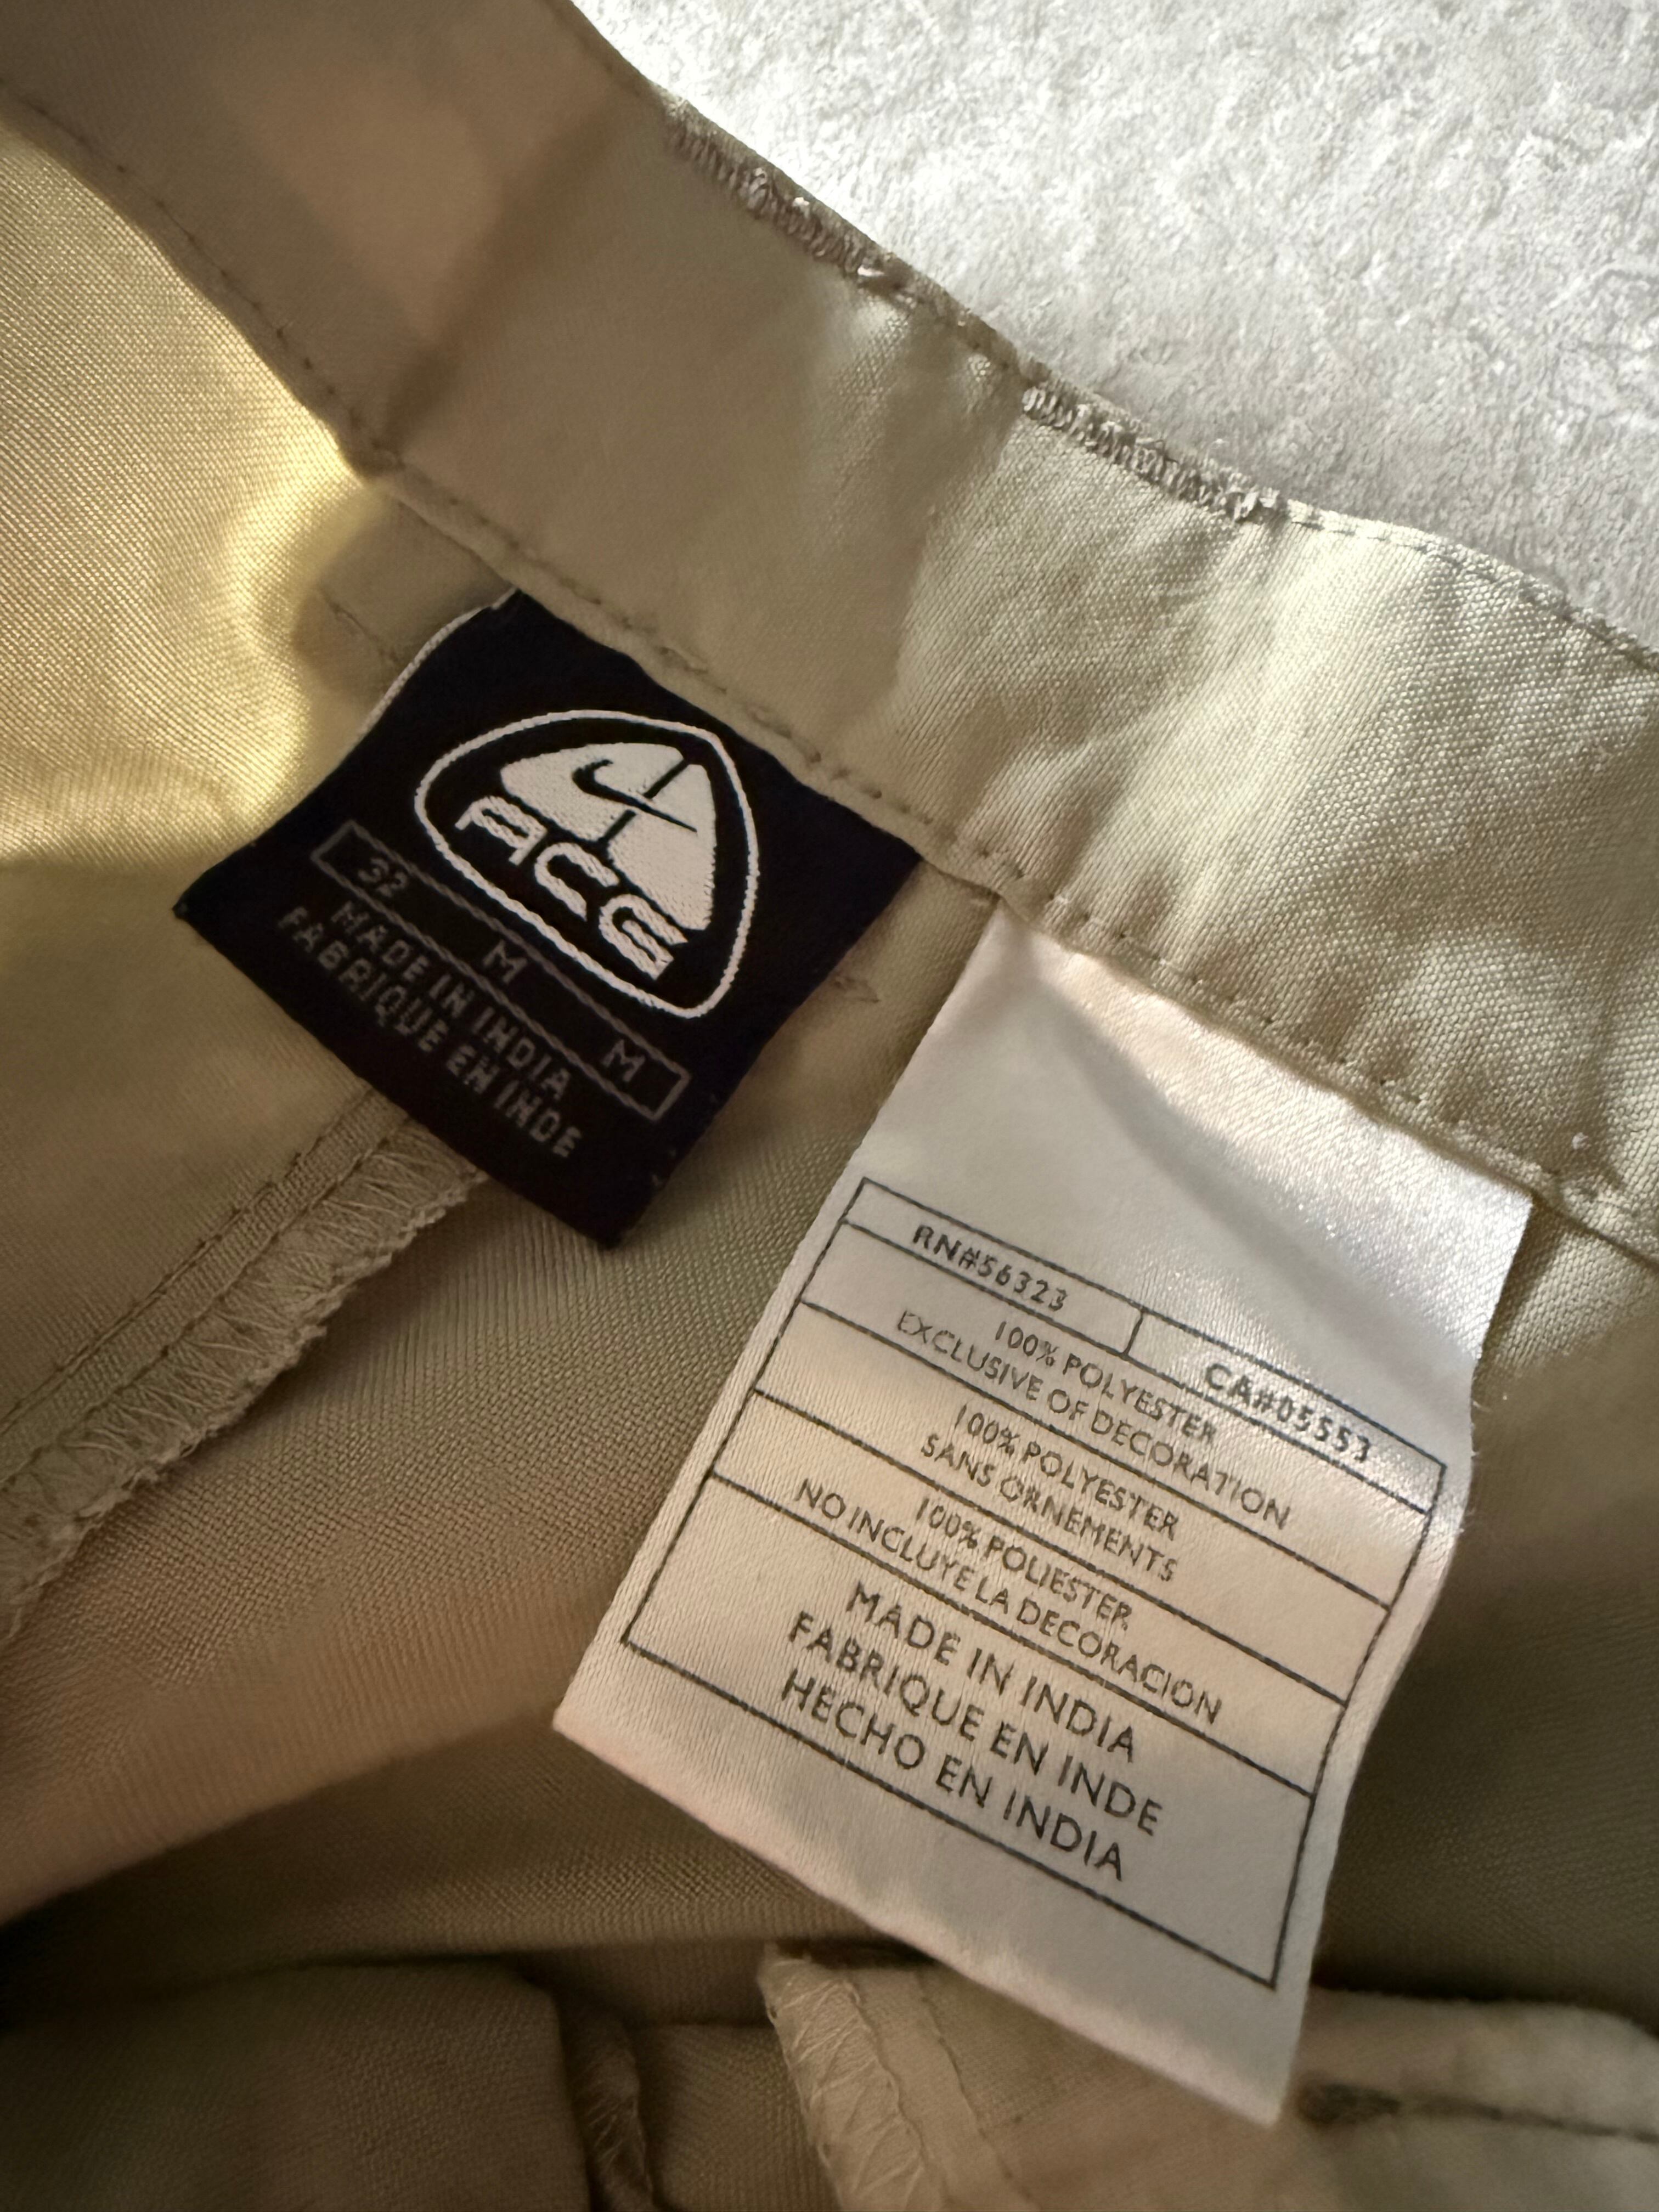 ACG
32 M M
MADE IN INDIA
FABRIQUE EN INDE
RN#56323 CA#05553
100% POLYESTER
EXCLUSIVE OF DECORATION
100% POLYESTER
SANS ORNEMENTS
100% POLIESTER
NO INCLUYE LA DECORACION
MADE IN INDIA
FABRIQUE EN INDE
HECHO EN INDIA